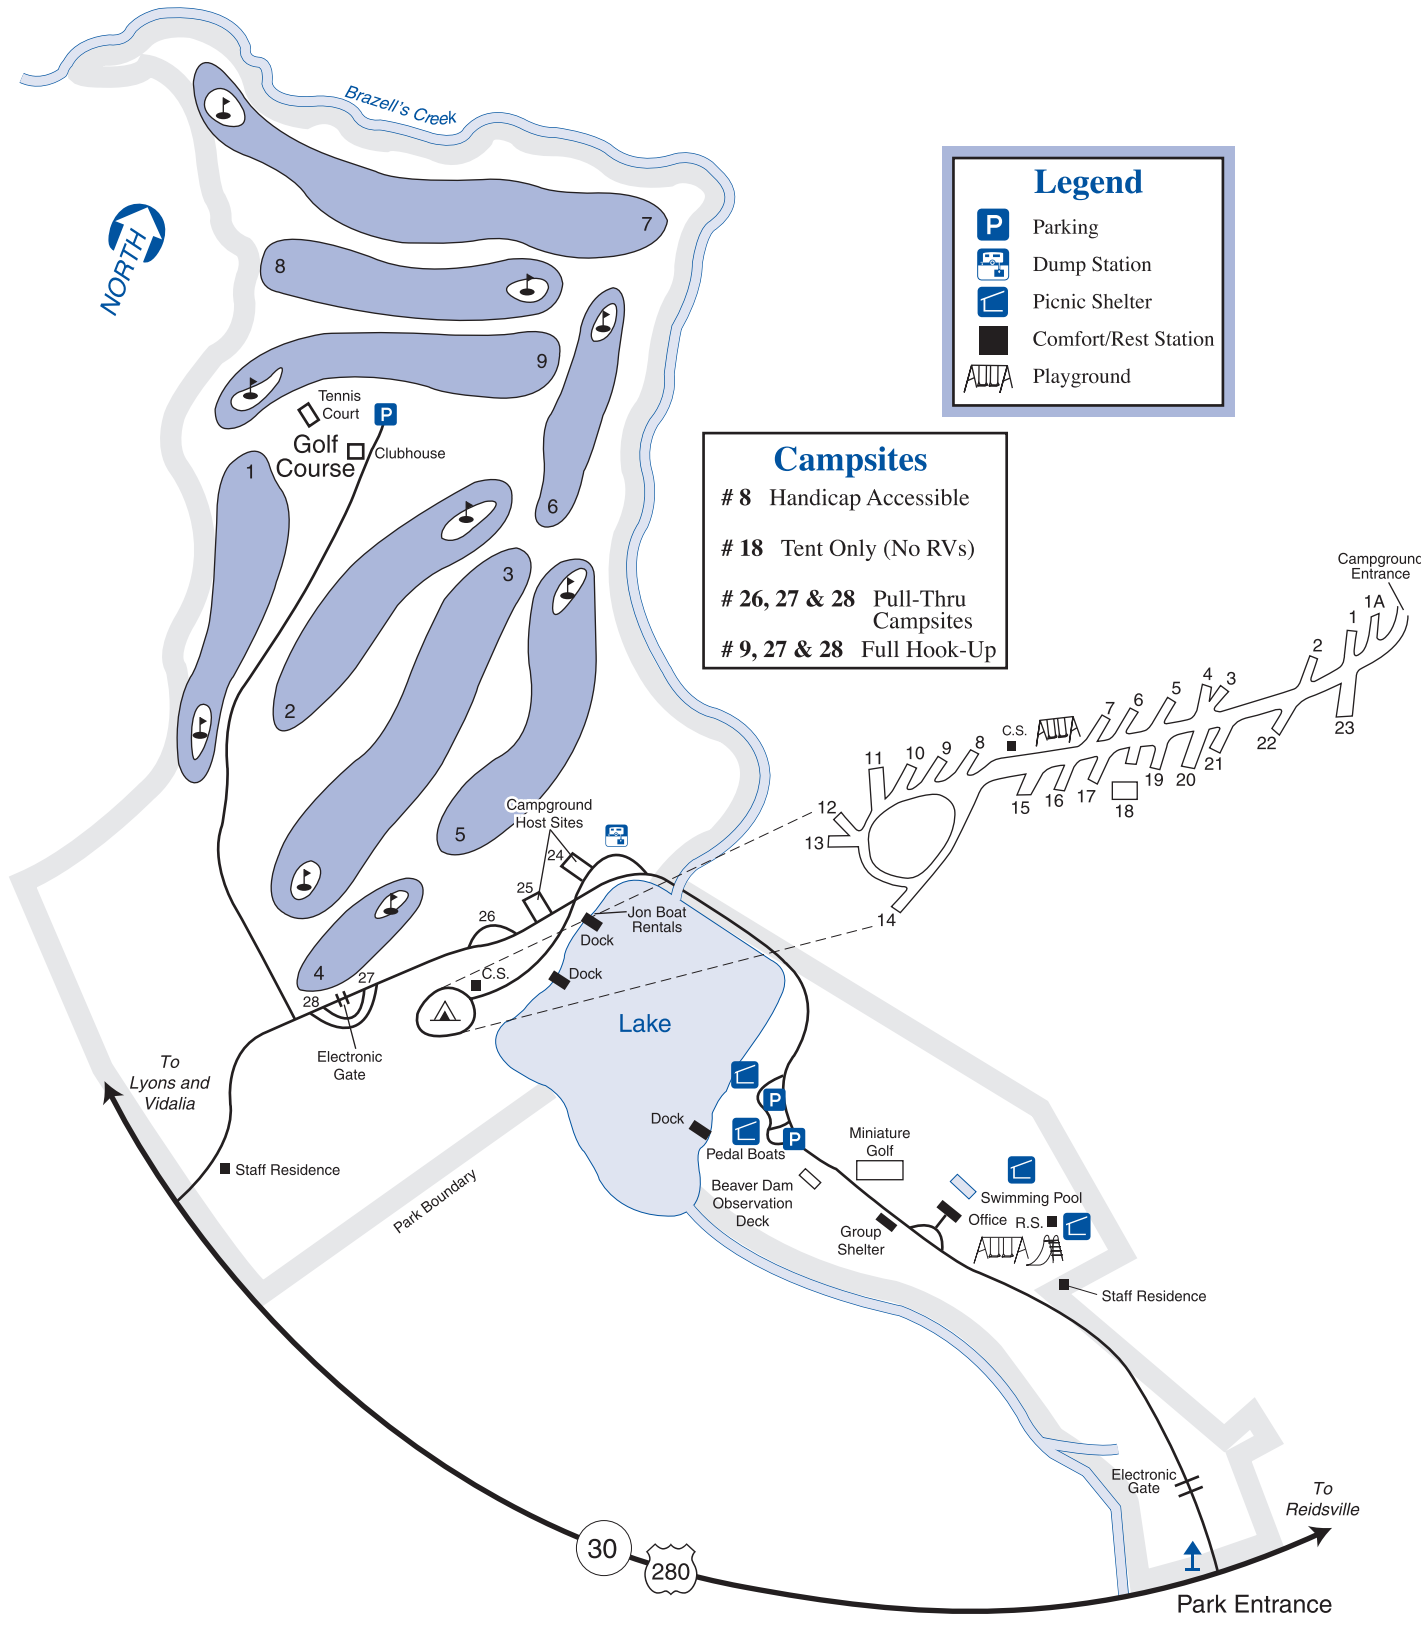 Brazell's Creek
NORTH
7
8
9
6
Tennis
Court
P
Golf
Course
Clubhouse
1
2
3
5
4
Legend
P
Parking
Dump Station
Picnic Shelter
Comfort/Rest Station
Playground
Campsites
# 8 Handicap Accessible
# 18 Tent Only (No RVs)
# 26, 27 & 28 Pull-Thru
Campsites
# 9, 27 & 28 Full Hook-Up
Campground
Entrance
1A
1
2
3
4
5
6
7
C.S.
8
9
10
11
12
13
14
15
16
17
18
19
20
21
22
23
Campground
Host Sites
24
25
26
27
28
C.S.
Jon Boat
Rentals
Dock
Dock
Lake
Electronic
Gate
To
Lyons and
Vidalia
Staff Residence
Park Boundary
Dock
P
P
Pedal Boats
Beaver Dam
Observation
Deck
Miniature
Golf
Swimming Pool
Office
R.S.
Group
Shelter
Staff Residence
Electronic
Gate
To
Reidsville
30
280
Park Entrance